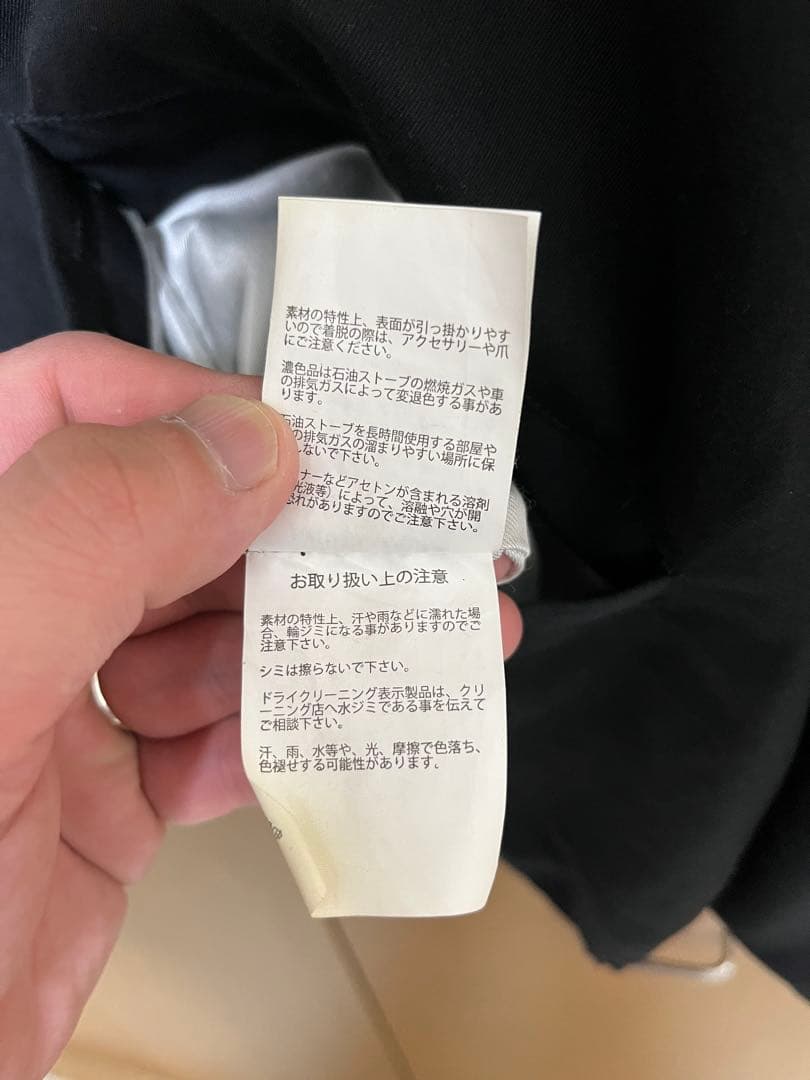 素材の特性上、表面が引っ掛かりやす
いので着脱の際は、アクセサリーや爪
にご注意ください。
濃色品は石油ストーブの燃焼ガスや車
の排気ガスによって変退色する事があ
ります。
石油ストーブを長時間使用する部屋や
の排気ガスの溜まりやすい場所に保
しないで下さい。
ナーなどアセトンが含まれる溶剤
光液等）によって、溶融や穴が開
恐れがありますのでご注意下さい。
お取り扱い上の注意
素材の特性上、汗や雨などに濡れた場
合、輪ジミになる事がありますのでご
注意下さい。
シミは擦らないで下さい。
ドライクリーニング表示製品は、クリ
ーニング店へ水ジミである事を伝えて
ご相談下さい。
汗、雨、水等や、光、摩擦で色落ち、
色褪せする可能性があります。